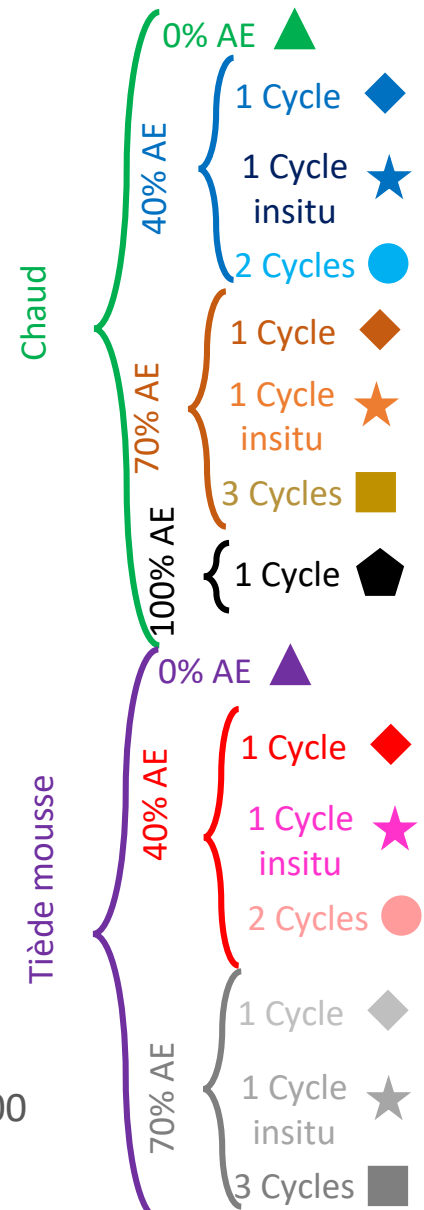 Chaud
0% AE
40% AE
1 Cycle
1 Cycle
insitu
2 Cycles
70% AE
1 Cycle
1 Cycle
insitu
3 Cycles
100% AE
1 Cycle
Tiède mousse
0% AE
40% AE
1 Cycle
1 Cycle
insitu
2 Cycles
70% AE
1 Cycle
1 Cycle
insitu
3 Cycles